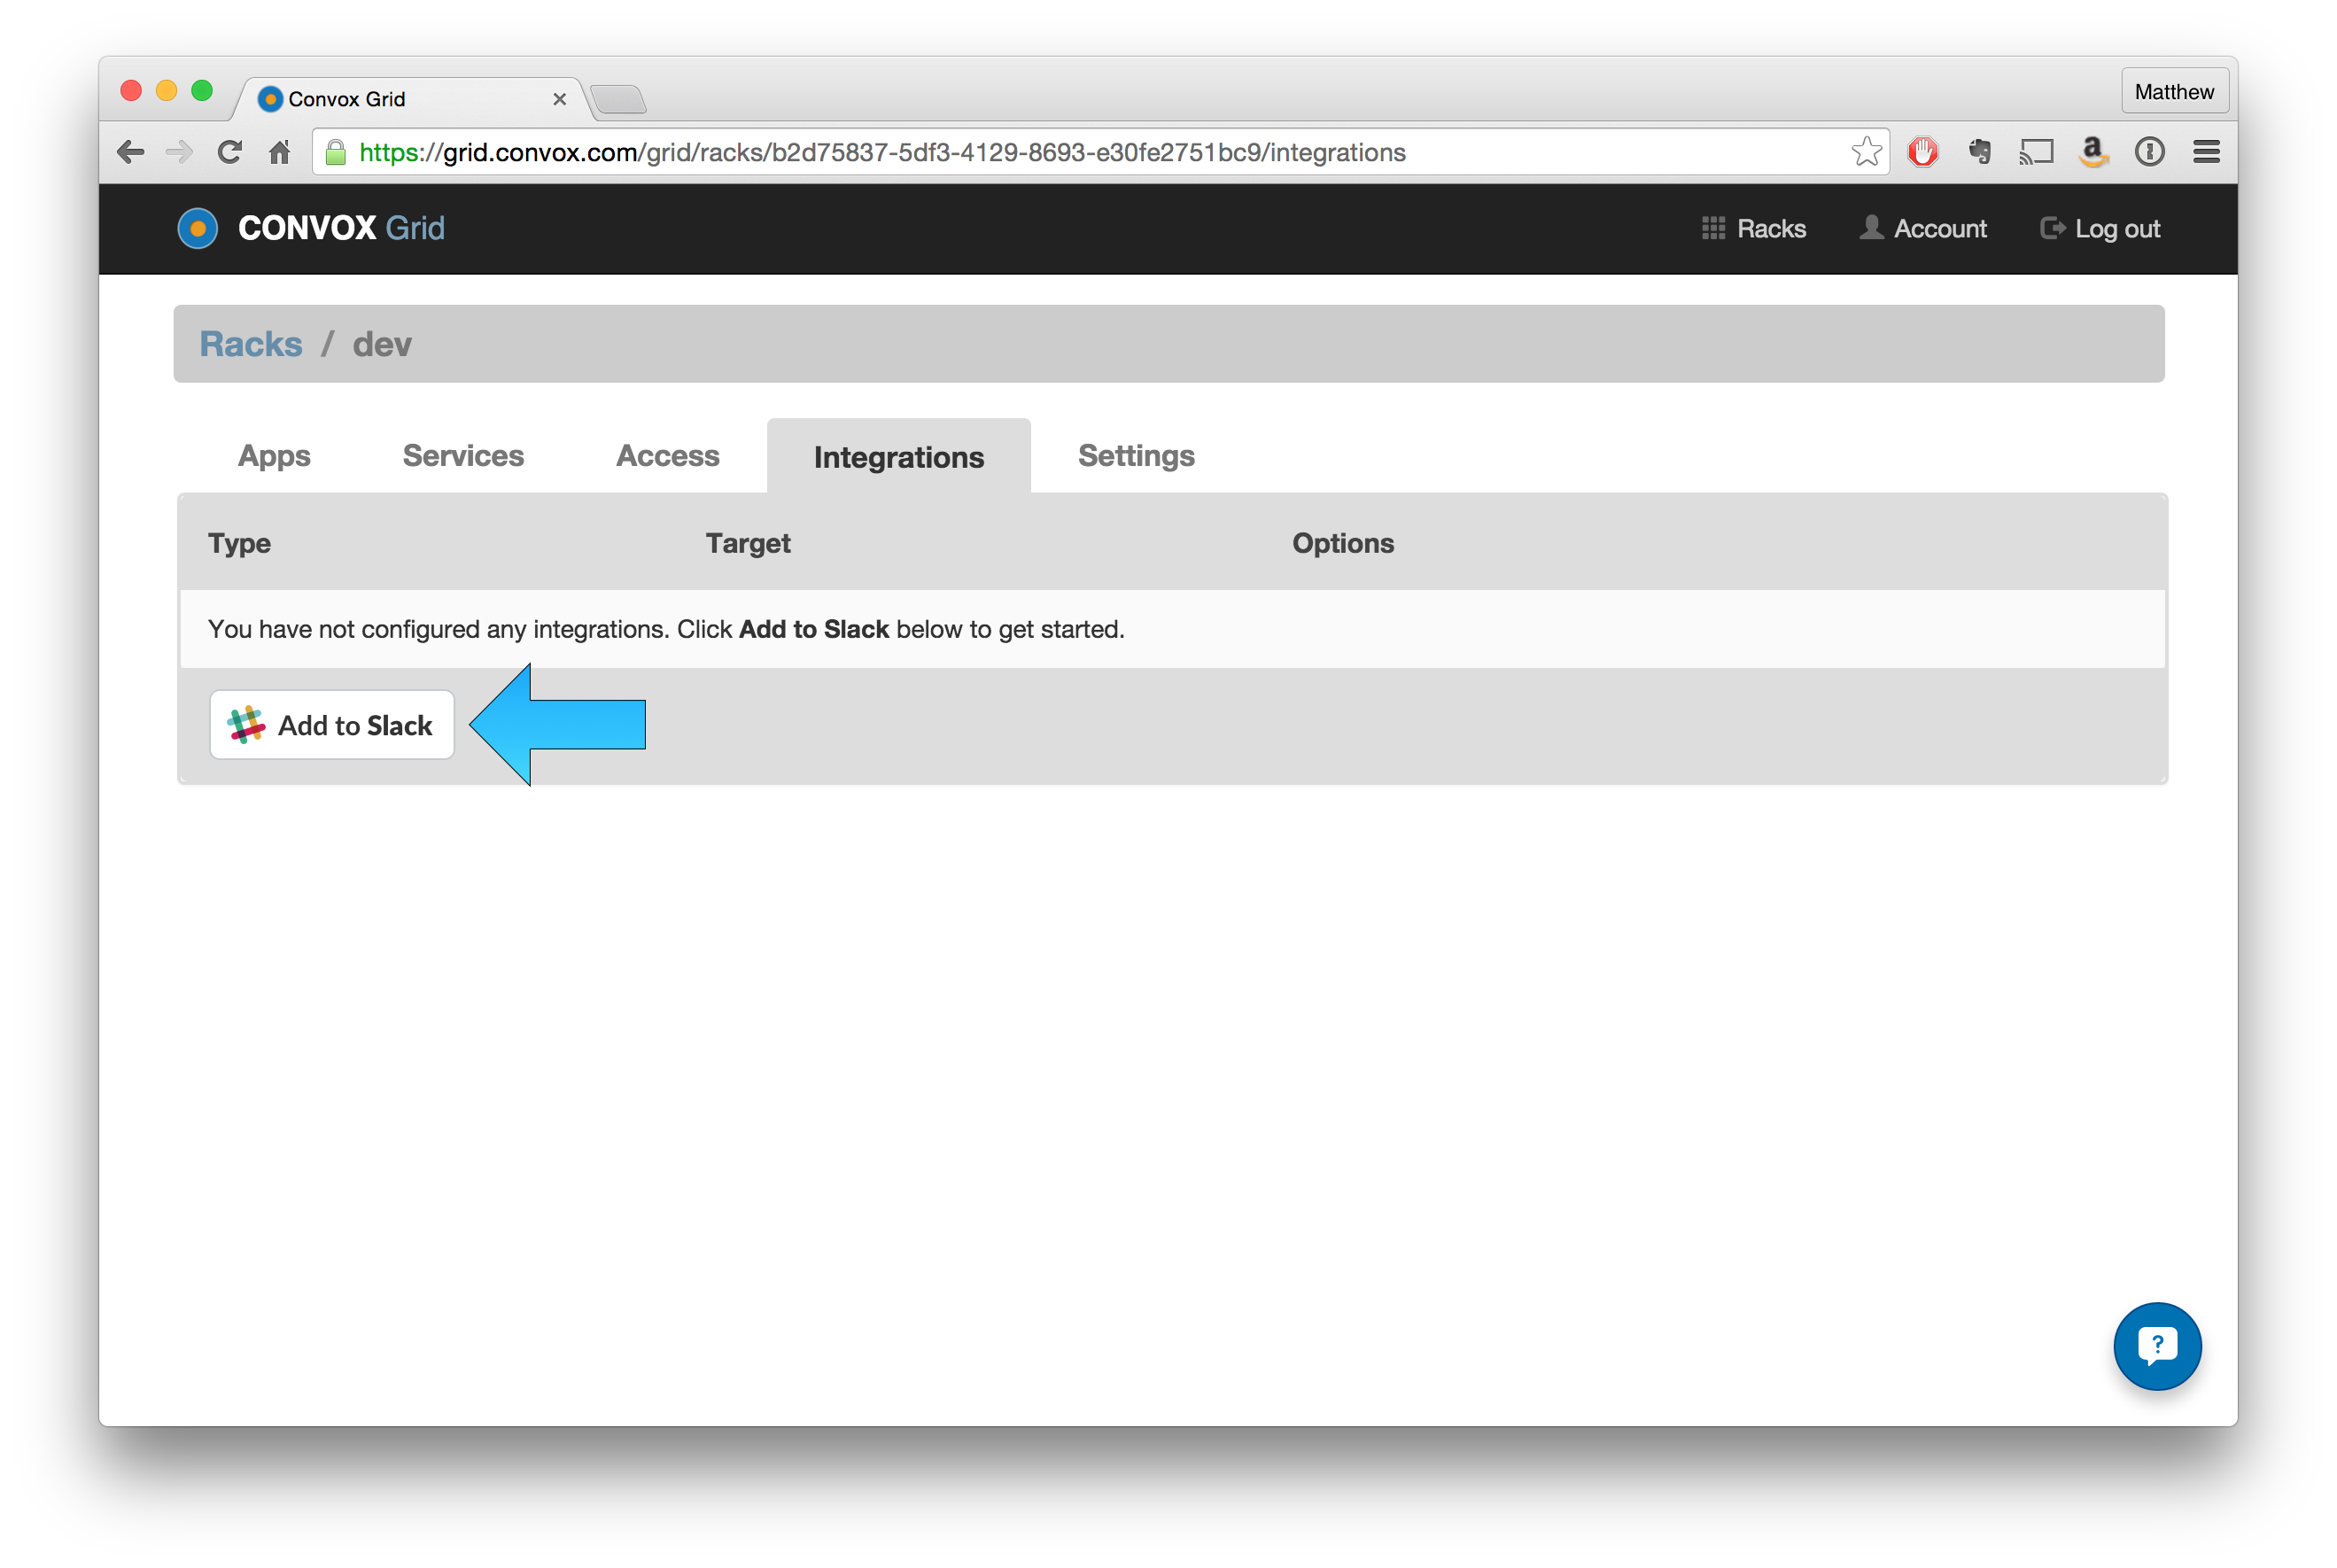 Convox Grid
Matthew
https://grid.convox.com/grid/racks/b2d75837-5df3-4129-8693-e30fe2751bc9/integrations
CONVOX Grid
Racks
Account
Log out
Racks / dev
Apps
Services
Access
Integrations
Settings
Type
Target
Options
You have not configured any integrations. Click Add to Slack below to get started.
Add to Slack